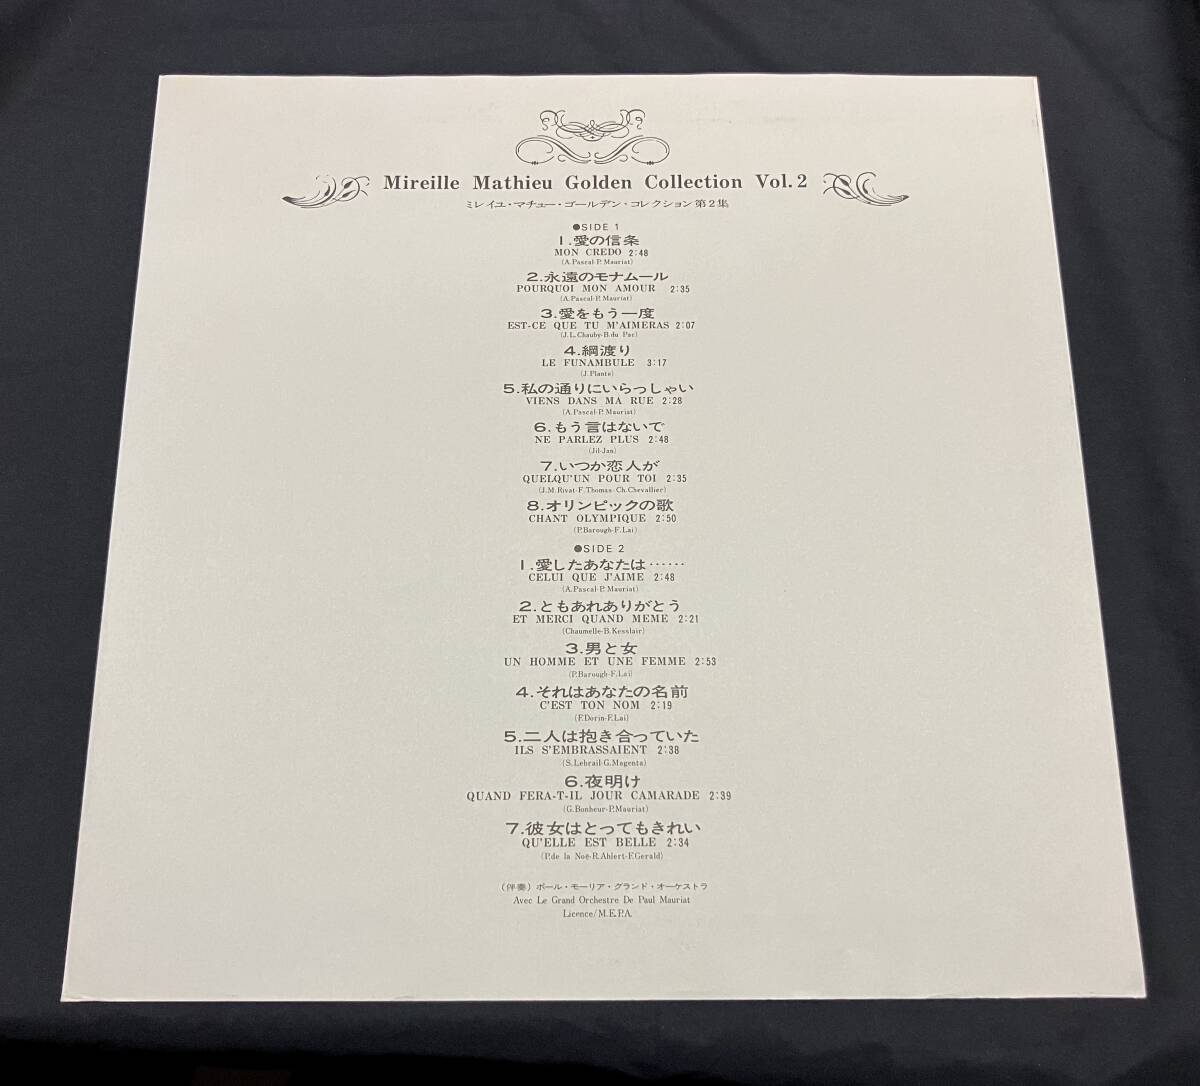 Mireille Mathieu Golden Collection Vol.2
ミレイユ・マチュー・ゴールデン・コレクション第2集
●SIDE 1
1.愛の信条
MON CREDO 2:48
(A.Pascal-P.Mauriat)
2.永遠のモナムール
POURQUOI MON AMOUR 2:35
(A.Pascal-P.Mauriat)
3.愛をもう一度
EST-CE QUE TU M'AIMERAS 2:07
(J.L.Chauby-B.du Pac)
4.綱渡り
LE FUNAMBULE 3:17
(J.Plante)
5.私の通りにいらっしゃい
VIENS DANS MA RUE 2:28
(A.Pascal-P.Mauriat)
6.もう言はないで
NE PARLEZ PLUS 2:48
(Jil-Jan)
7.いつか恋人が
QUELQU'UN POUR TOI 2:35
(J.M.Rivat-F.Thomas-Ch.Chevallier)
8.オリンピックの歌
CHANT OLYMPIQUE 2:50
(P.Barough-F.Lai)
●SIDE 2
1.愛したあなたは……
CELUI QUE J'AIME 2:48
(A.Pascal-P.Mauriat)
2.ともあれありがとう
ET MERCI QUAND MEME 2:21
(Chaumelle-B.Kesslair)
3.男と女
UN HOMME ET UNE FEMME 2:53
(P.Barough-F.Lai)
4.それはあなたの名前
C'EST TON NOM 2:19
(F.Dorin-F.Lai)
5.二人は抱き合っていた
ILS S'EMBRASSAIENT 2:38
(S.Lebrail-G.Magenta)
6.夜明け
QUAND FERA-T-IL JOUR CAMARADE 2:39
(G.Bonheur-P.Mauriat)
7.彼女はとってもきれい
QU'ELLE EST BELLE 2:34
(P.de la Noë-R.Ahlert-F.Gerald)
(伴奏)ポール・モーリア・グランド・オーケストラ
Avec Le Grand Orchestre De Paul Mauriat
Licence/M.E.P.A.